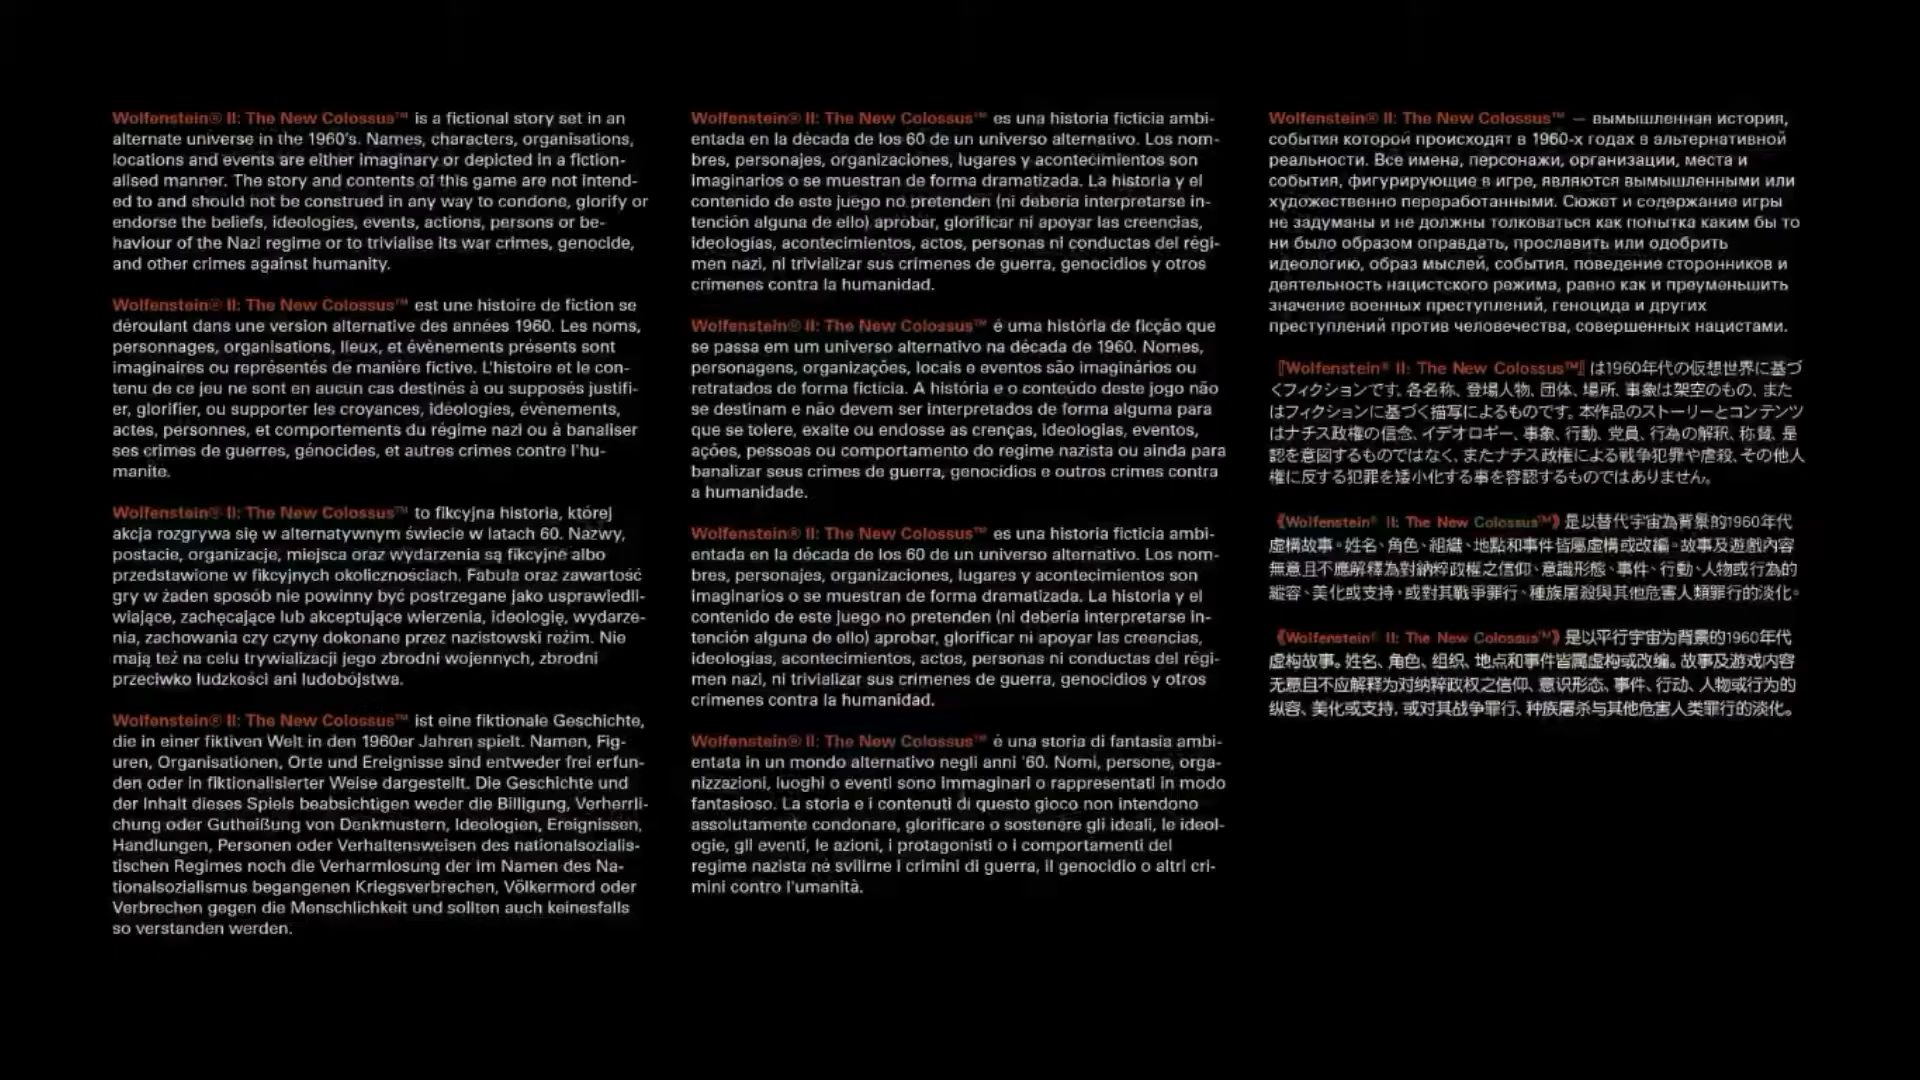 Wolfenstein® II: The New Colossus™ is a fictional story set in an
alternate universe in the 1960's. Names, characters, organisations,
locations and events are either imaginary or depicted in a fiction-
alised manner. The story and contents of this game are not intend-
ed to and should not be construed in any way to condone, glorify or
endorse the beliefs, ideologies, events, actions, persons or be-
haviour of the Nazi regime or to trivialise its war crimes, genocide,
and other crimes against humanity.
Wolfenstein® II: The New Colossus™ est une histoire de fiction se
déroulant dans une version alternative des années 1960. Les noms,
personnages, organisations, lieux, et évènements présents sont
imaginaires ou représentés de manière fictive. L'histoire et le con-
tenu de ce jeu ne sont en aucun cas destinés à ou supposés justifi-
er, glorifier, ou supporter les croyances, idéologies, évènements,
actes, personnes, et comportements du régime nazi ou à banaliser
ses crimes de guerres, génocides, et autres crimes contre l'hu-
manité.
Wolfenstein® II: The New Colossus™ to fikcyjna historia, której
akcja rozgrywa się w alternatywnym świecie w latach 60. Nazwy,
postacie, organizacje, miejsca oraz wydarzenia są fikcyjne albo
przedstawione w fikcyjnych okolicznościach. Fabuła oraz zawartość
gry w żaden sposób nie powinny być postrzegane jako usprawiedli-
wiające, zachęcające lub akceptujące wierzenia, ideologię, wydarze-
nia, zachowania czy czyny dokonane przez nazistowski reżim. Nie
mają też na celu trywializacji jego zbrodni wojennych, zbrodni
przeciwko ludzkości ani ludobójstwa.
Wolfenstein® II: The New Colossus™ ist eine fiktionale Geschichte,
die in einer fiktiven Welt in den 1960er Jahren spielt. Namen, Fig-
uren, Organisationen, Orte und Ereignisse sind entweder frei erfun-
den oder in fiktionalisierter Weise dargestellt. Die Geschichte und
der Inhalt dieses Spiels beabsichtigen weder die Billigung, Verherrli-
chung oder Gutheißung von Denkmustern, Ideologien, Ereignissen,
Handlungen, Personen oder Verhaltensweisen des nationalsozialis-
tischen Regimes noch die Verharmlosung der im Namen des Na-
tionalsozialismus begangenen Kriegsverbrechen, Völkermord oder
Verbrechen gegen die Menschlichkeit und sollten auch keinesfalls
so verstanden werden.
Wolfenstein® II: The New Colossus™ es una historia ficticia ambi-
entada en la década de los 60 de un universo alternativo. Los nom-
bres, personajes, organizaciones, lugares y acontecimientos son
imaginarios o se muestran de forma dramatizada. La historia y el
contenido de este juego no pretenden (ni debería interpretarse in-
tención alguna de ello) aprobar, glorificar ni apoyar las creencias,
ideologías, acontecimientos, actos, personas ni conductas del régi-
men nazi, ni trivializar sus crímenes de guerra, genocidios y otros
crímenes contra la humanidad.
Wolfenstein® II: The New Colossus™ é uma história de ficção que
se passa em um universo alternativo na década de 1960. Nomes,
personagens, organizações, locais e eventos são imaginários ou
retratados de forma fictícia. A história e o conteúdo deste jogo não
se destinam e não devem ser interpretados de forma alguma para
que se tolere, exalte ou endosse as crenças, ideologias, eventos,
ações, pessoas ou comportamento do regime nazista ou ainda para
banalizar seus crimes de guerra, genocídios e outros crimes contra
a humanidade.
Wolfenstein® II: The New Colossus™ es una historia ficticia ambi-
entada en la década de los 60 de un universo alternativo. Los nom-
bres, personajes, organizaciones, lugares y acontecimientos son
imaginarios o se muestran de forma dramatizada. La historia y el
contenido de este juego no pretenden (ni debería interpretarse in-
tención alguna de ello) aprobar, glorificar ni apoyar las creencias,
ideologías, acontecimientos, actos, personas ni conductas del régi-
men nazi, ni trivializar sus crímenes de guerra, genocidios y otros
crímenes contra la humanidad.
Wolfenstein® II: The New Colossus™ è una storia di fantasia ambi-
entata in un mondo alternativo negli anni '60. Nomi, persone, orga-
nizzazioni, luoghi o eventi sono immaginari o rappresentati in modo
fantasioso. La storia e i contenuti di questo gioco non intendono
assolutamente condonare, glorificare o sostenere gli ideali, le ideol-
ogie, gli eventi, le azioni, i protagonisti o i comportamenti del
regime nazista né svilirne i crimini di guerra, il genocidio o altri cri-
mini contro l'umanità.
Wolfenstein® II: The New Colossus™ — вымышленная история,
события которой происходят в 1960-х годах в альтернативной
реальности. Все имена, персонажи, организации, места и
события, фигурирующие в игре, являются вымышленными или
художественно переработанными. Сюжет и содержание игры
не задуманы и не должны толковаться как попытка каким бы то
ни было образом оправдать, прославить или одобрить
идеологию, образ мыслей, события, поведение сторонников и
деятельность нацистского режима, равно как и преуменьшить
значение военных преступлений, геноцида и других
преступлений против человечества, совершенных нацистами.
『Wolfenstein® II: The New Colossus™』は1960年代の仮想世界に基づ
くフィクションです。各名称、登場人物、団体、場所、事象は架空のもの、また
はフィクションに基づく描写によるものです。本作品のストーリーとコンテンツ
はナチス政権の信念、イデオロギー、事象、行動、党員、行為の解釈、称賛、是
認を意図するものではなく、またナチス政権による戦争犯罪や虐殺、その他人
権に反する犯罪を矮小化する事を容認するものではありません。
《Wolfenstein® II: The New Colossus™》是以替代宇宙為背景的1960年代
虛構故事。姓名、角色、組織、地點和事件皆屬虛構或改編。故事及遊戲內容
無意且不應解釋為對納粹政權之信仰、意識形態、事件、行動、人物或行為的
縱容、美化或支持，或對其戰爭罪行、種族屠殺與其他危害人類罪行的淡化。
《Wolfenstein® II: The New Colossus™》是以平行宇宙为背景的1960年代
虚构故事。姓名、角色、组织、地点和事件皆属虚构或改编。故事及游戏内容
无意且不应解释为对纳粹政权之信仰、意识形态、事件、行动、人物或行为的
纵容、美化或支持，或对其战争罪行、种族屠杀与其他危害人类罪行的淡化。